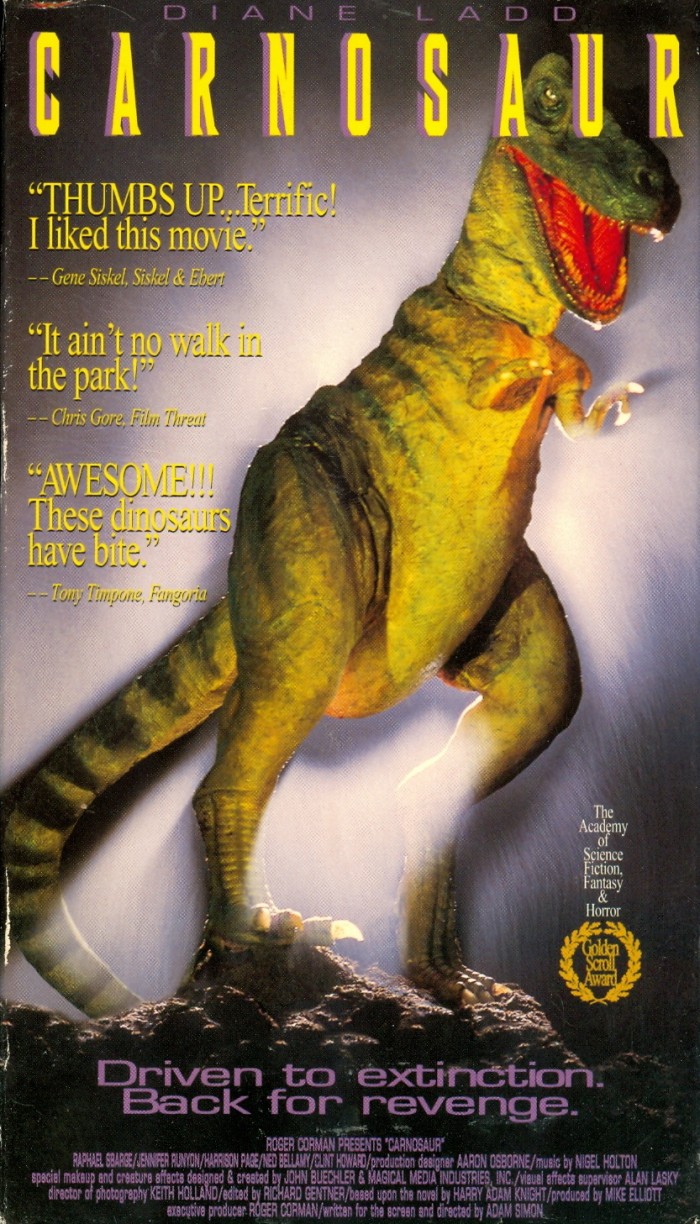 DIANE LADD
CARNOSAUR
“THUMBS UP...Terrific!
I liked this movie.”
-- Gene Siskel, Siskel & Ebert
“It ain't no walk in
the park!”
-- Chris Gore, Film Threat
“AWESOME!!!
These dinosaurs
have bite.”
-- Tony Timpone, Fangoria
The
Academy
of
Science
Fiction,
Fantasy
&
Horror
Golden
Scroll
Award
Driven to extinction.
Back for revenge.
ROGER CORMAN PRESENTS "CARNOSAUR"
RAPHAEL SBARGE/JENNIFER RUNYON/HARRISON PAGE/NED BELLAMY/CLINT HOWARD/production designer AARON OSBORNE/music by NIGEL HOLTON
special makeup and creature effects designed & created by JOHN BUECHLER & MAGICAL MEDIA INDUSTRIES, INC./visual effects supervisor ALAN LASKY
director of photography KEITH HOLLAND/edited by RICHARD GENTNER/based upon the novel by HARRY ADAM KNIGHT/produced by MIKE ELLIOTT
executive producer ROGER CORMAN/written for the screen and directed by ADAM SIMON